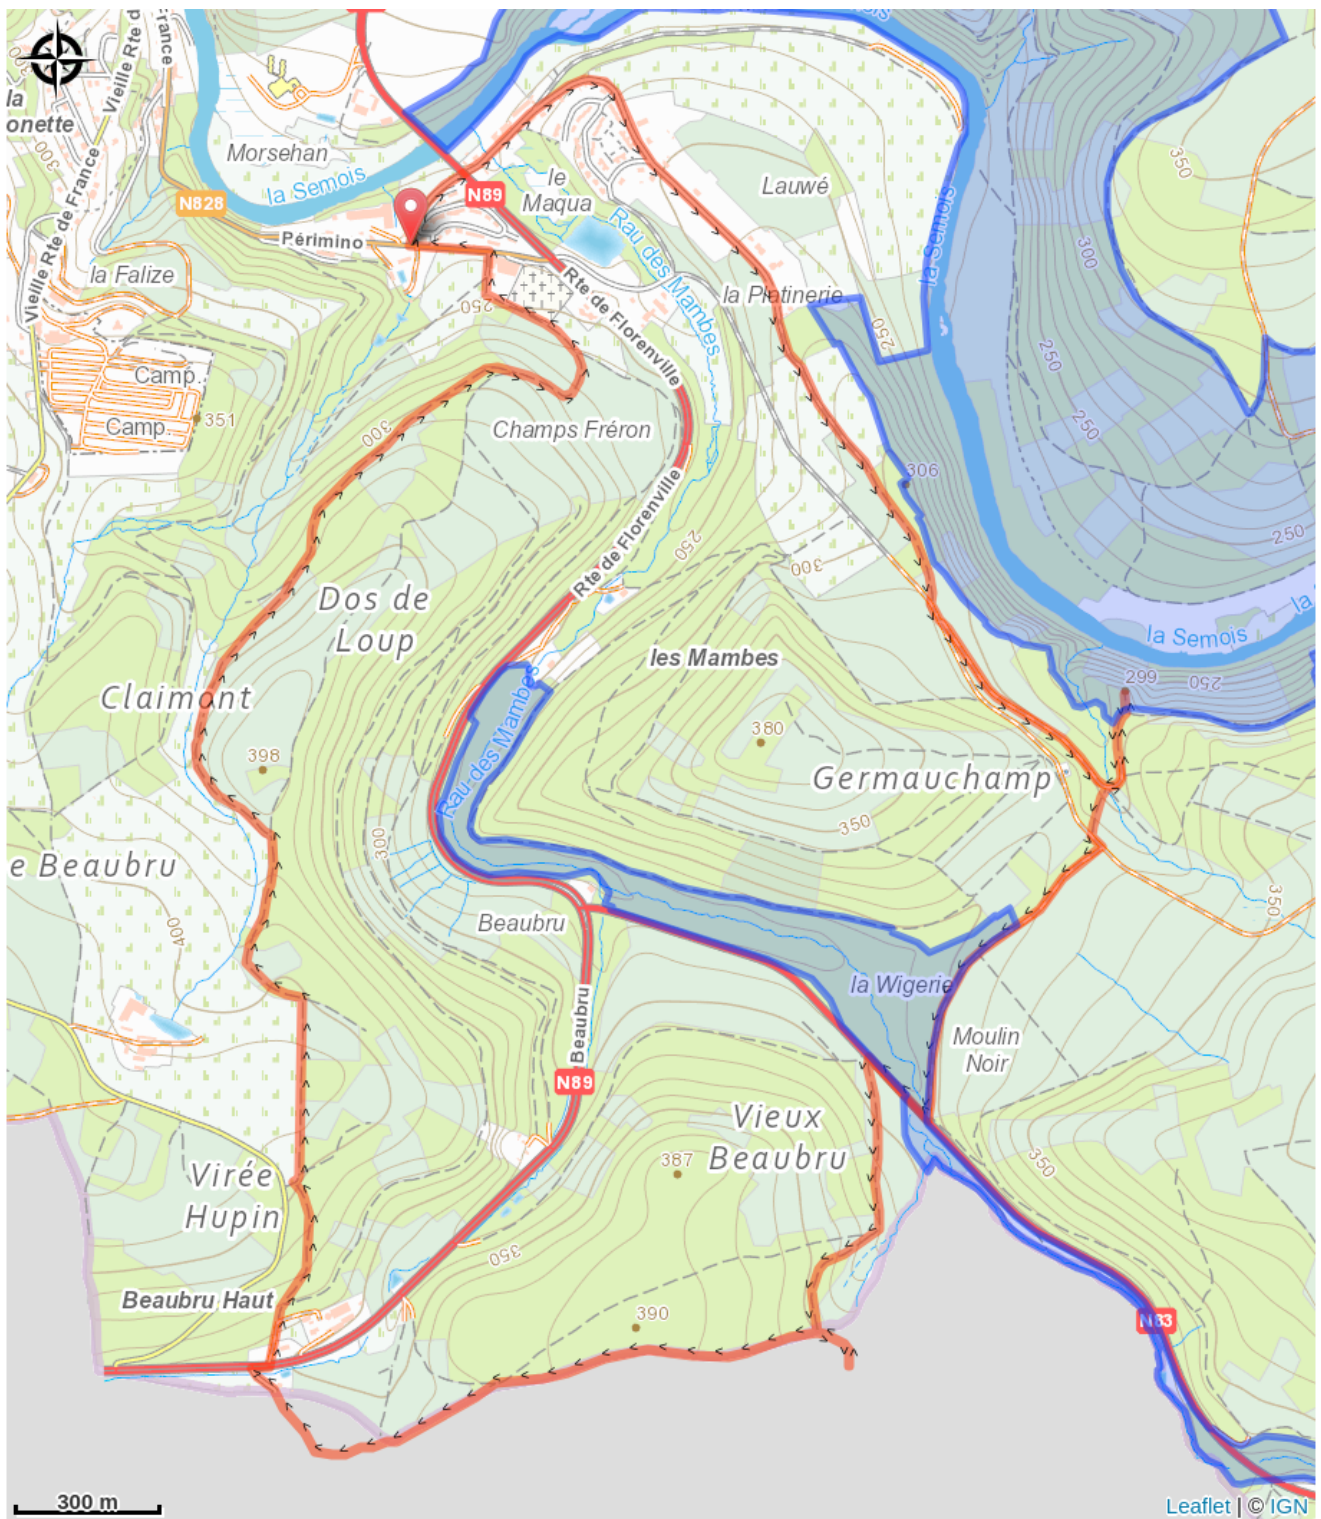 la
onette
Vieille Rte d
France
Vieille Rte de France
Morsehan
la Semois
N828
N89
le
Maqua
Lauwé
Périmino
la Falize
Rau des Mambes
la Semois
Rte de Florenville
la Platinerie
250
250
350
300
250
250
250
Camp.
Camp.
351
300
300
Champs Fréron
306
Rte de Florenville
250
300
Dos de
Loup
les Mambes
la Semois
la
299
250
Claimont
398
Rau des Mambes
380
Germauchamp
300
350
350
e Beaubru
400
Beaubru
la Wigerie
Moulin
Noir
Beaubru
N89
Vieux
Beaubru
387
350
Virée
Hupin
350
Beaubru Haut
390
N83
300 m
Leaflet | © IGN